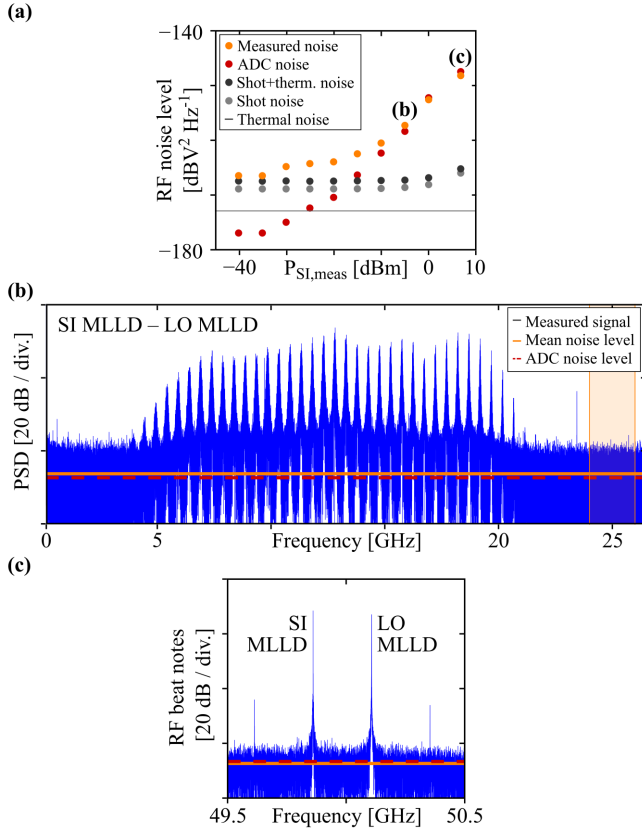 (a)
−140
RF noise level
[dBV² Hz⁻¹]
−180
Measured noise
ADC noise
Shot+therm. noise
Shot noise
Thermal noise
(c)
(b)
−40
P_SI,meas [dBm]
0
10
(b)
SI MLLD – LO MLLD
Measured signal
Mean noise level
ADC noise level
PSD [20 dB / div.]
0
5
Frequency [GHz]
20
25
(c)
SI
MLLD
LO
MLLD
RF beat notes
[20 dB / div.]
49.5
Frequency [GHz]
50.5